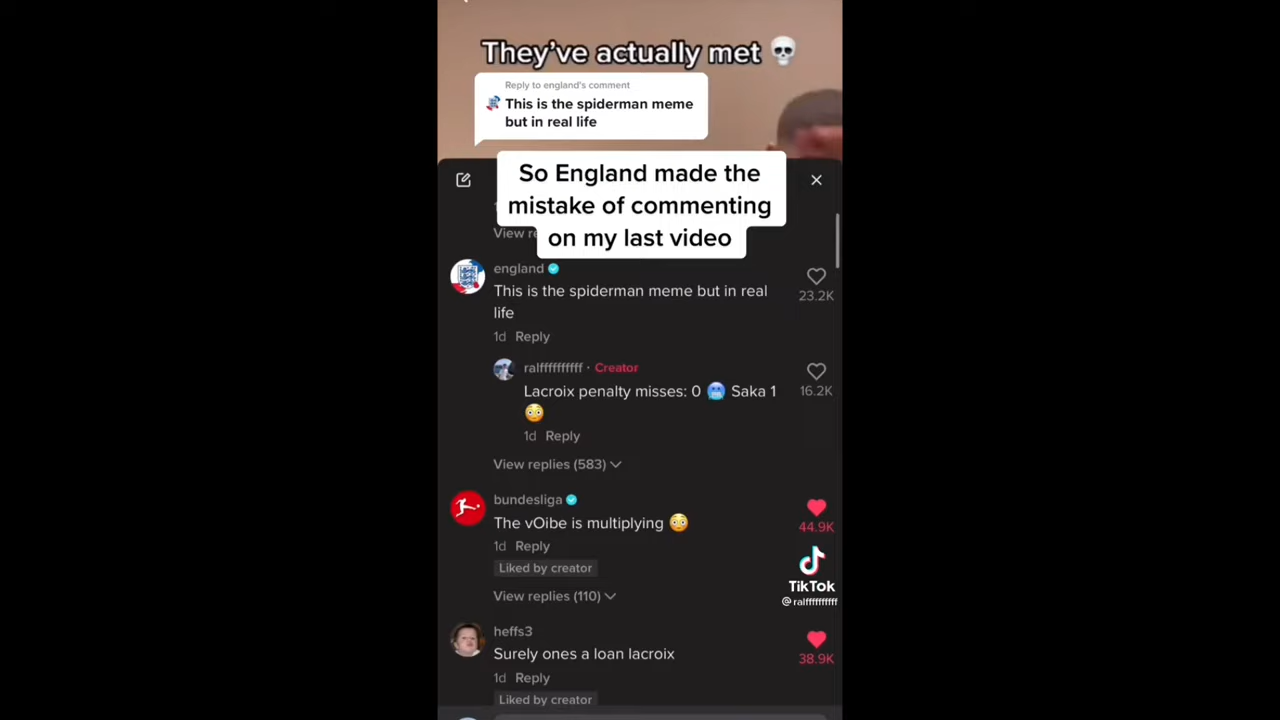 They've actually met 💀
Reply to england's comment
This is the spiderman meme
but in real life
So England made the
mistake of commenting
on my last video
View re
england
This is the spiderman meme but in real
life
23.2K
1d Reply
ralffffffffff · Creator
Lacroix penalty misses: 0 🥶 Saka 1
😳
16.2K
1d Reply
View replies (583)
bundesliga
The vOibe is multiplying 😳
44.9K
1d Reply
Liked by creator
View replies (110)
TikTok
@ralffffffffff
heffs3
Surely ones a loan lacroix
38.9K
1d Reply
Liked by creator